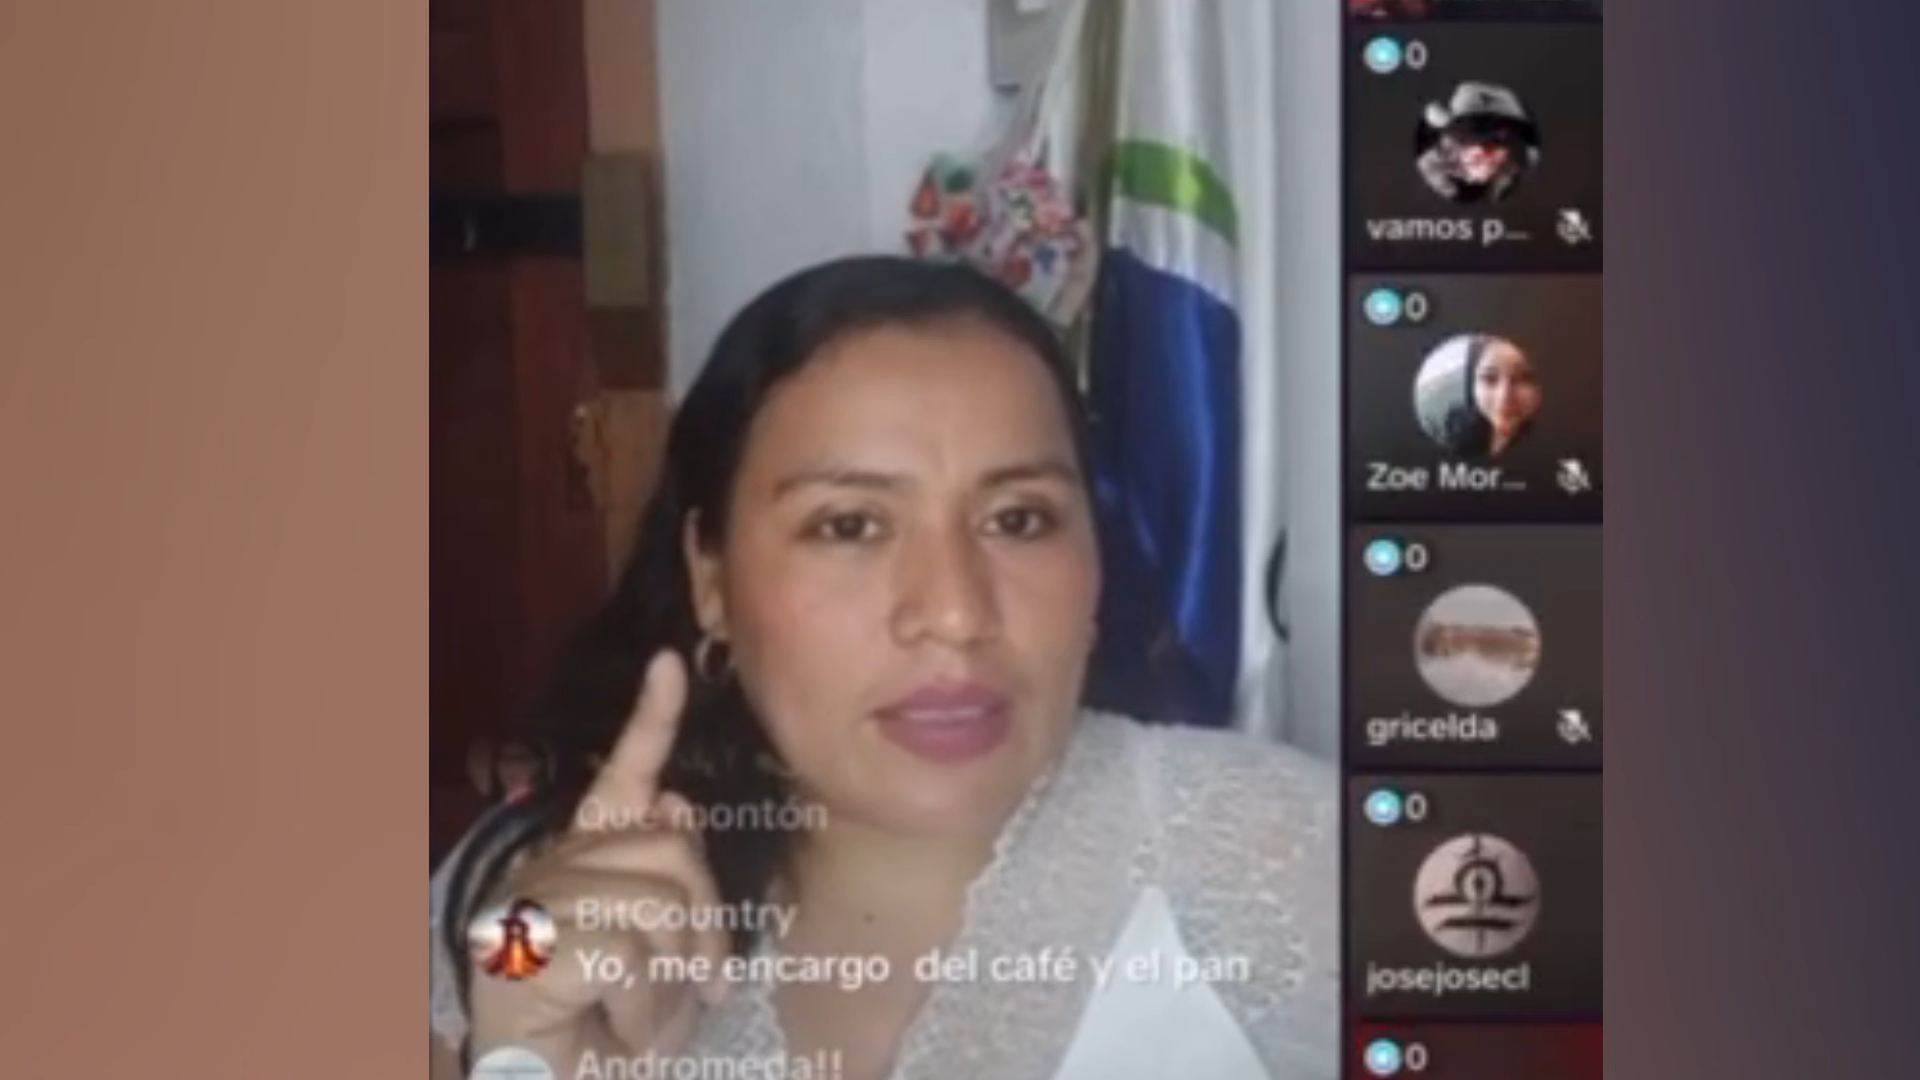 Que montón
BitCountry
Yo, me encargo del café y el pan
Andromeda!!
0
vamos p...
0
Zoe Mor...
0
gricelda
0
josejosecl
0